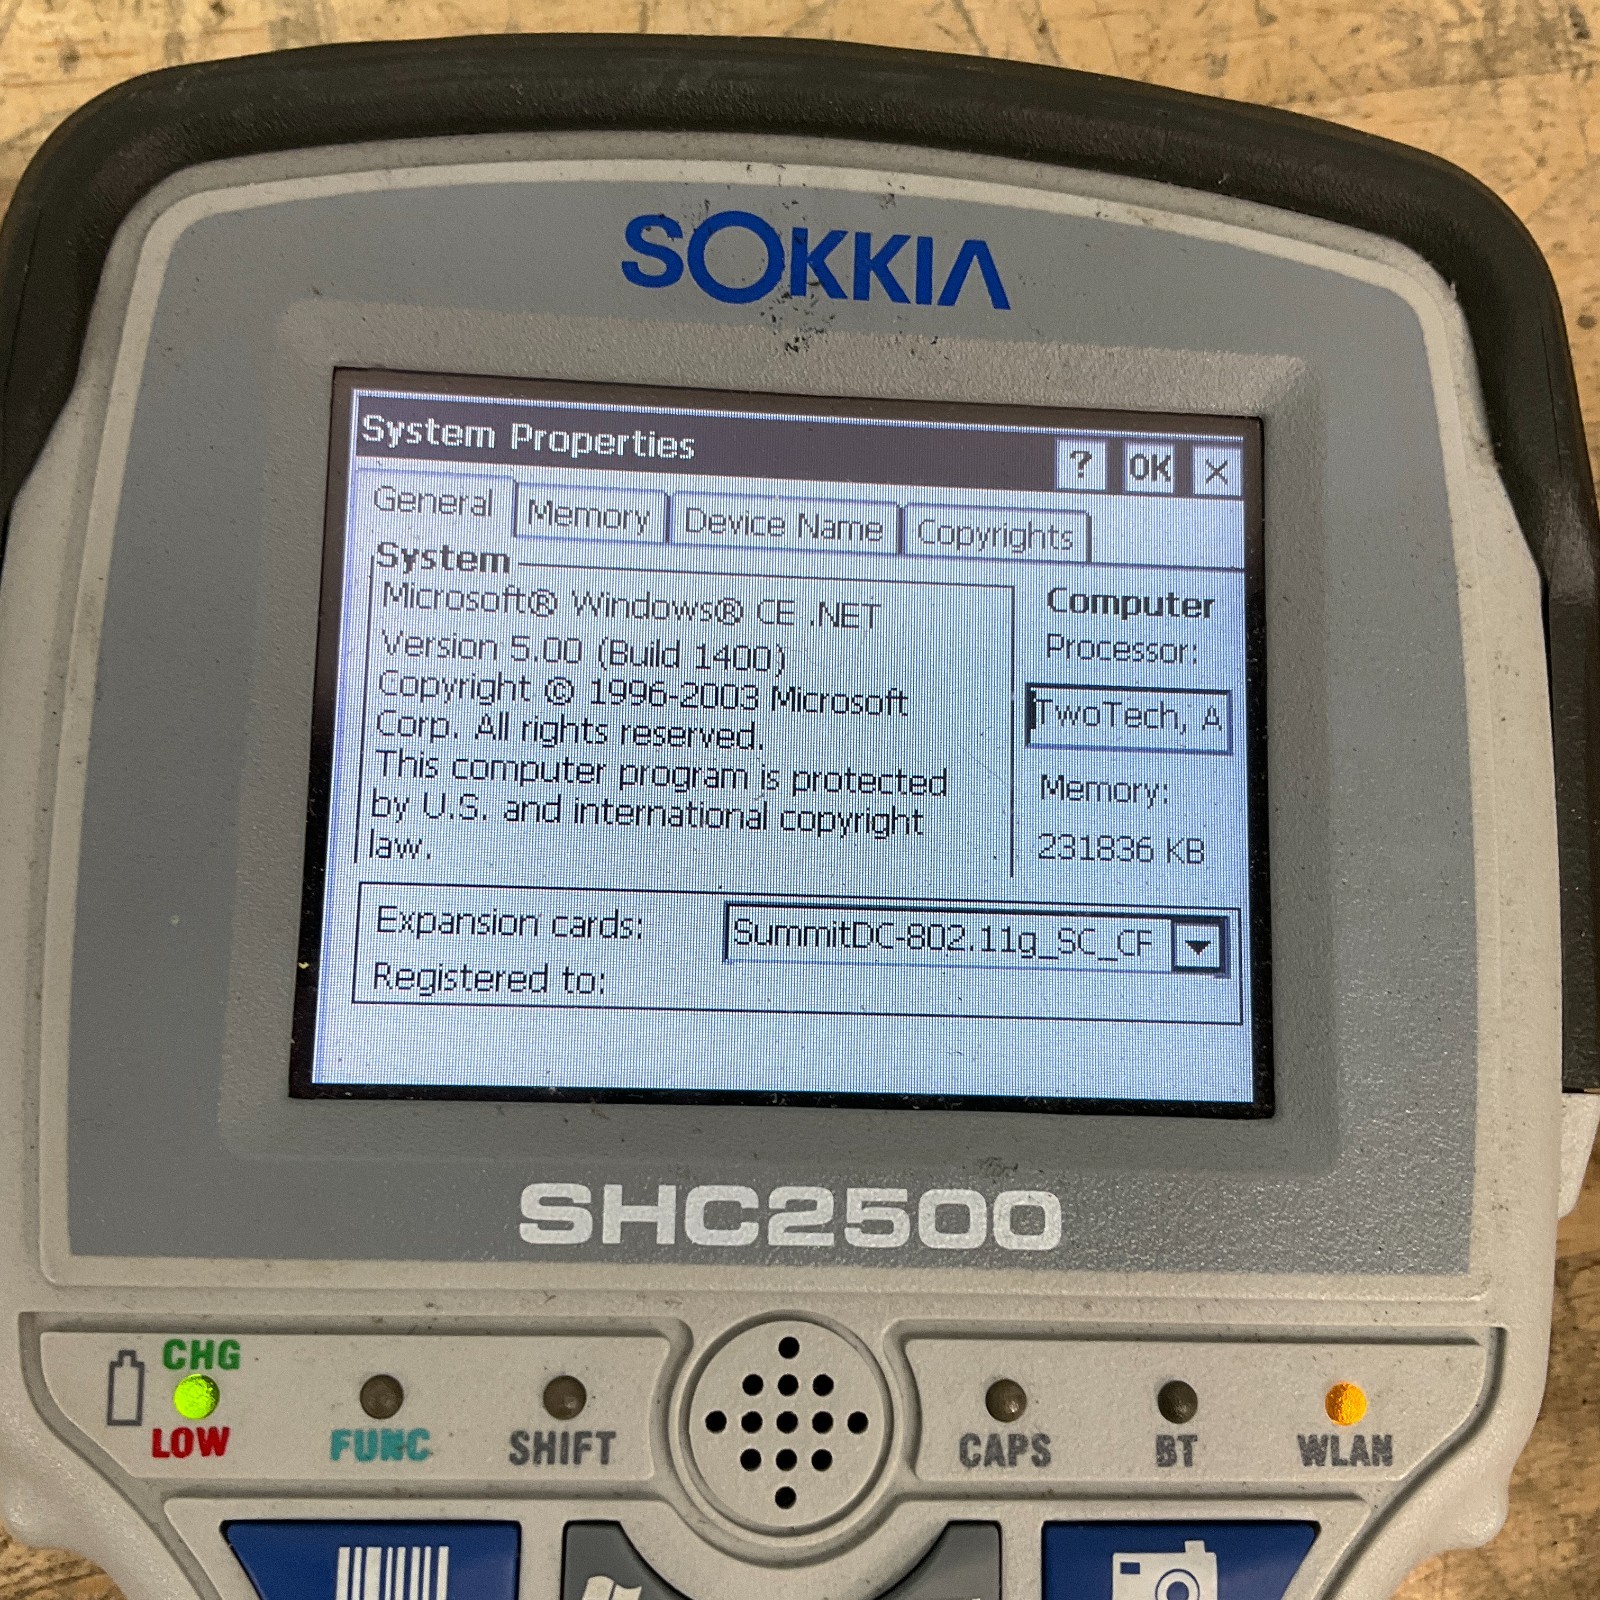 SOKKIA
System Properties
? OK X
General Memory Device Name Copyrights
System
Microsoft® Windows® CE .NET
Version 5.00 (Build 1400)
Copyright © 1996-2003 Microsoft
Corp. All rights reserved.
This computer program is protected
by U.S. and international copyright
law.
Computer
Processor:
TwoTech, A
Memory:
231836 KB
Expansion cards: SummitDC-802.11g_SC_CF
Registered to:
SHC2500
CHG
LOW FUNC SHIFT CAPS BT WLAN